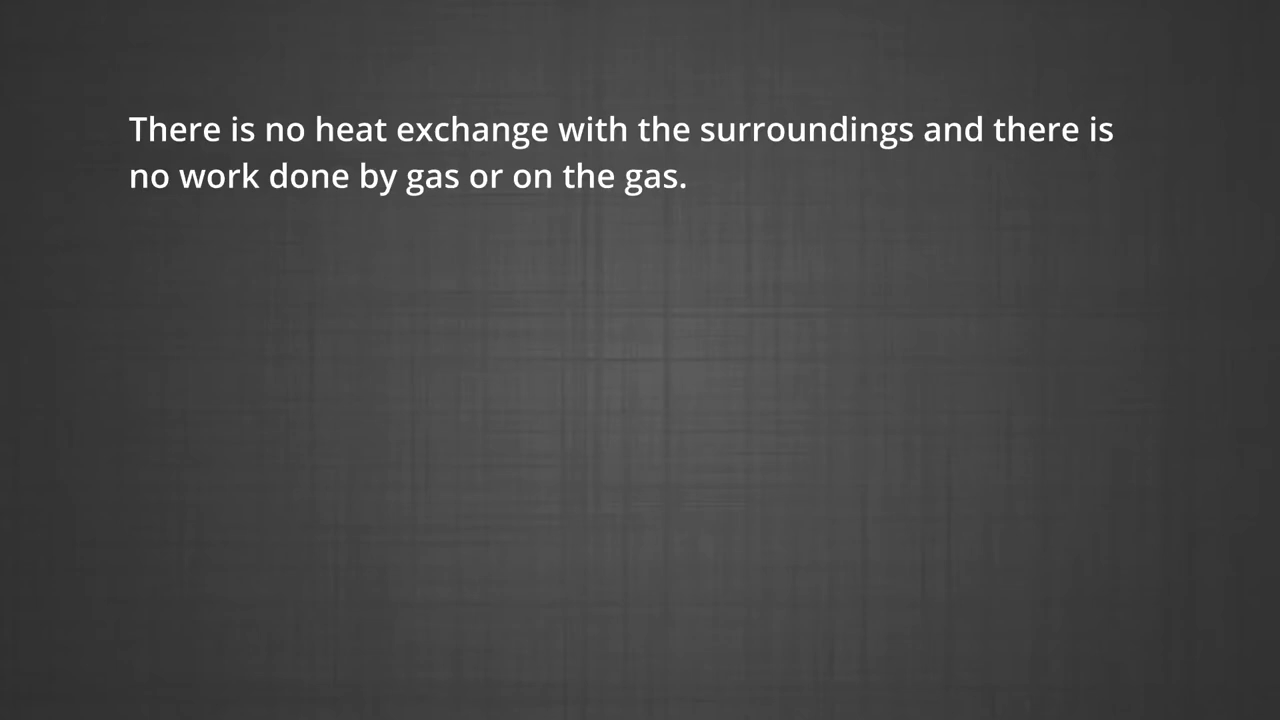 There is no heat exchange with the surroundings and there is
no work done by gas or on the gas.